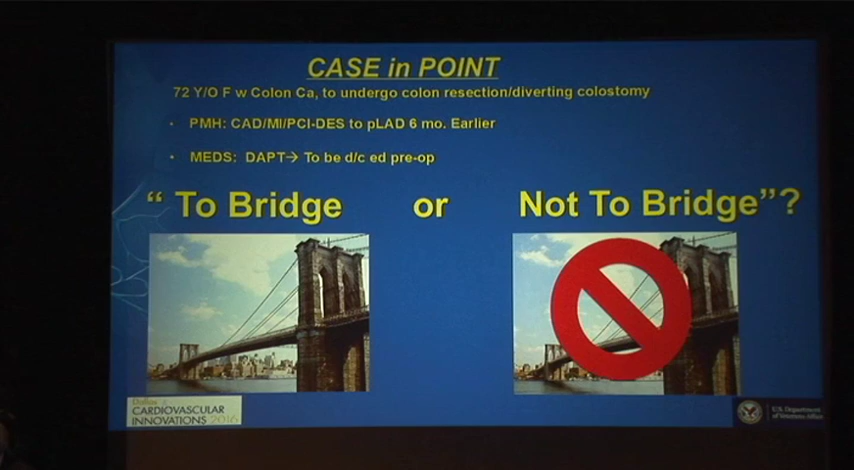 CASE in POINT
72 Y/O F w Colon Ca, to undergo colon resection/diverting colostomy
• PMH: CAD/MI/PCI-DES to pLAD 6 mo. Earlier
• MEDS: DAPT→ To be d/c ed pre-op
“ To Bridge or Not To Bridge”?
Dallas
CARDIOVASCULAR
INNOVATIONS 2016
U.S. Department
of Veterans Affairs